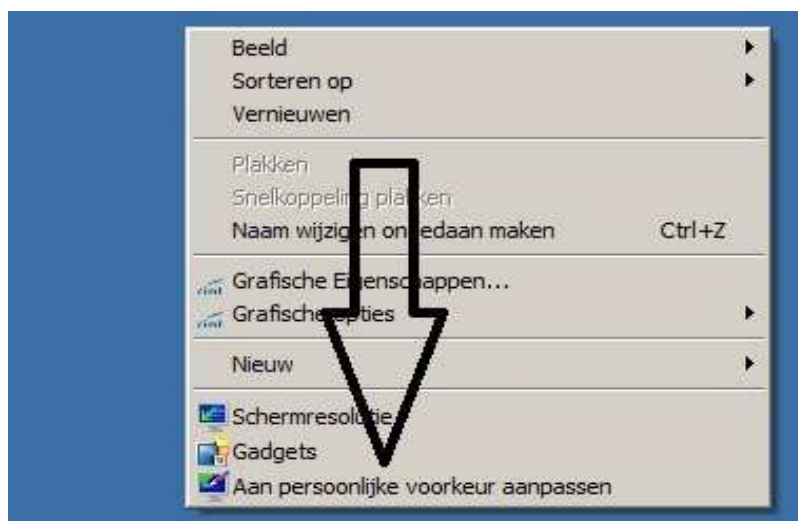 Beeld
Sorteren op
Vernieuwen
Plakken
Snelkoppeling plakken
Naam wijzigen ongedaan maken Ctrl+Z
Grafische Eigenschappen...
Grafische opties
Nieuw
Schermresolutie
Gadgets
Aan persoonlijke voorkeur aanpassen